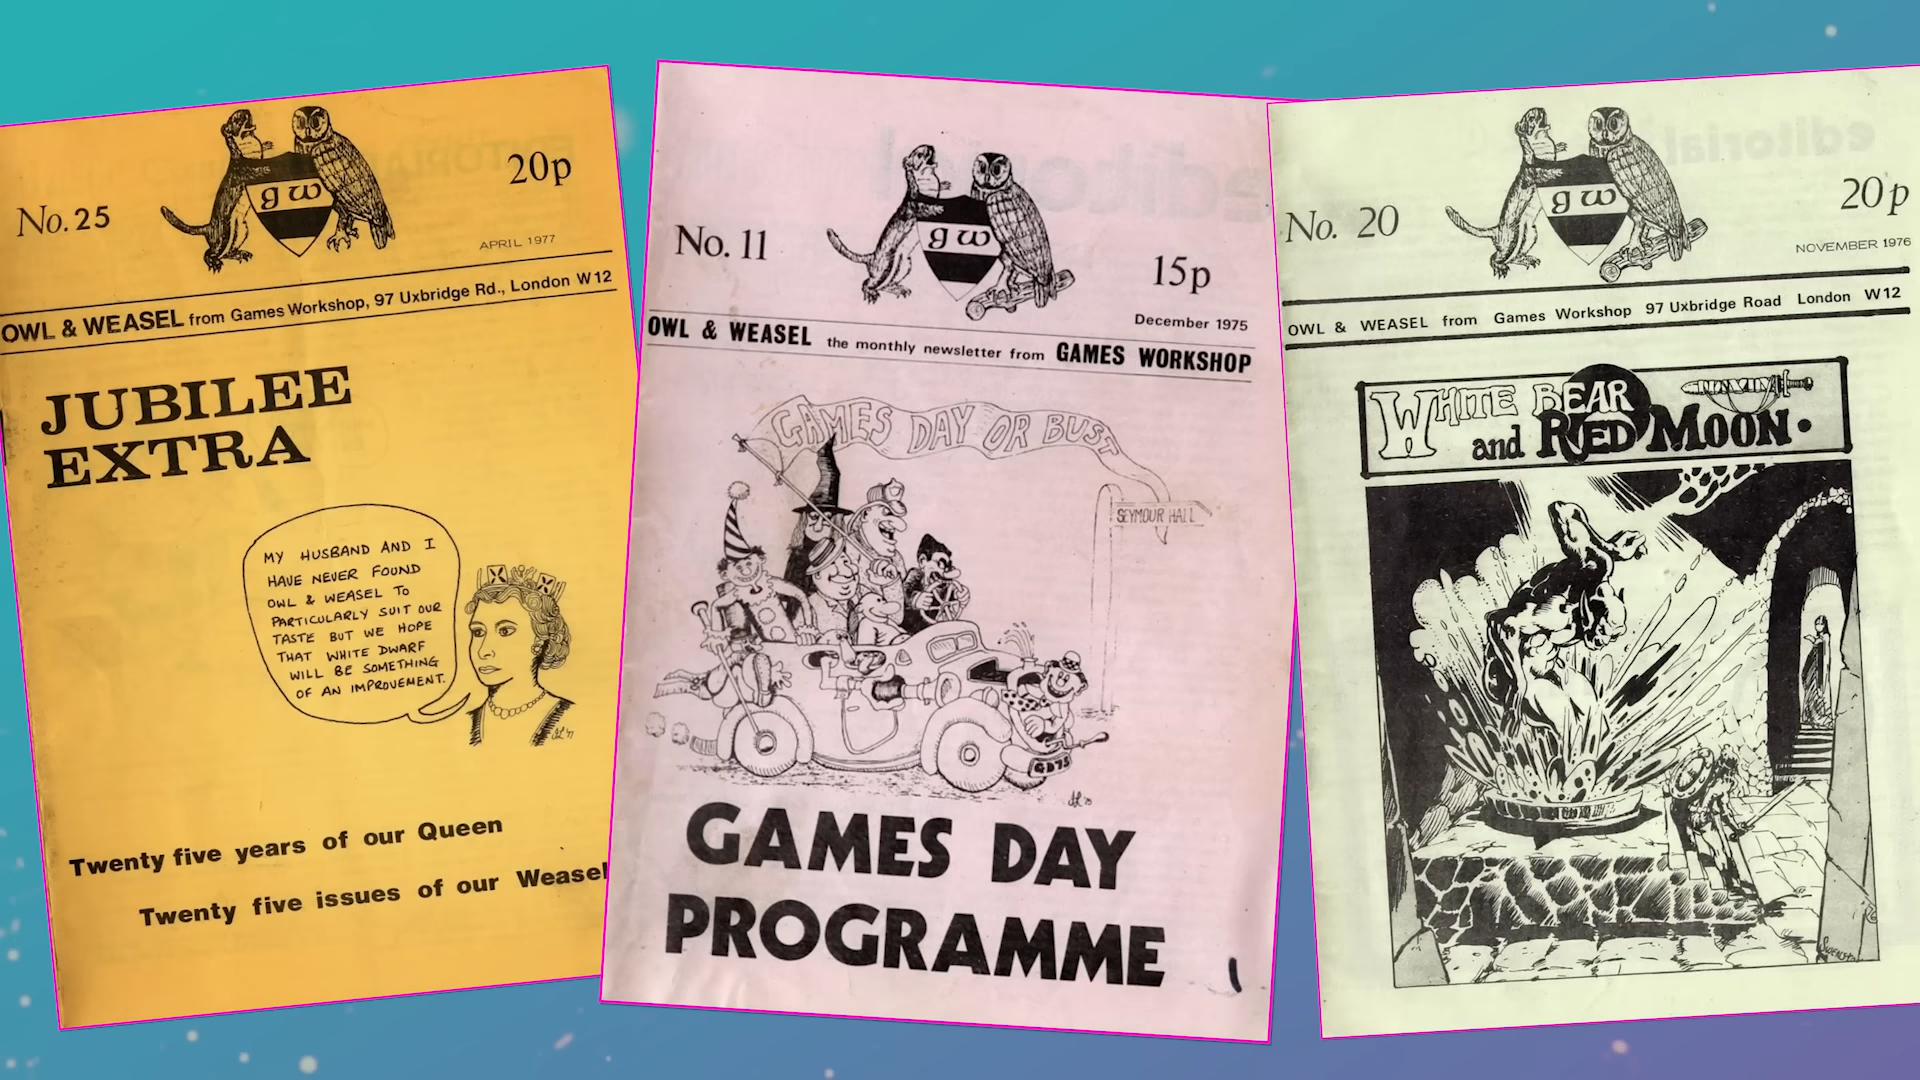 No. 25
gw
20p
APRIL 1977
OWL & WEASEL from Games Workshop, 97 Uxbridge Rd., London W12
JUBILEE
EXTRA
MY HUSBAND AND I
HAVE NEVER FOUND
OWL & WEASEL TO
PARTICULARLY SUIT OUR
TASTE BUT WE HOPE
THAT WHITE DWARF
WILL BE SOMETHING
OF AN IMPROVEMENT.
Twenty five years of our Queen
Twenty five issues of our Weasel
No. 11
gw
15p
December 1975
OWL & WEASEL the monthly newsletter from GAMES WORKSHOP
GAMES DAY OR BUST
SEYMOUR HALL
GD75
GAMES DAY
PROGRAMME
No. 20
gw
20p
NOVEMBER 1976
OWL & WEASEL from Games Workshop 97 Uxbridge Road London W12
WHITE BEAR
and RED MOON